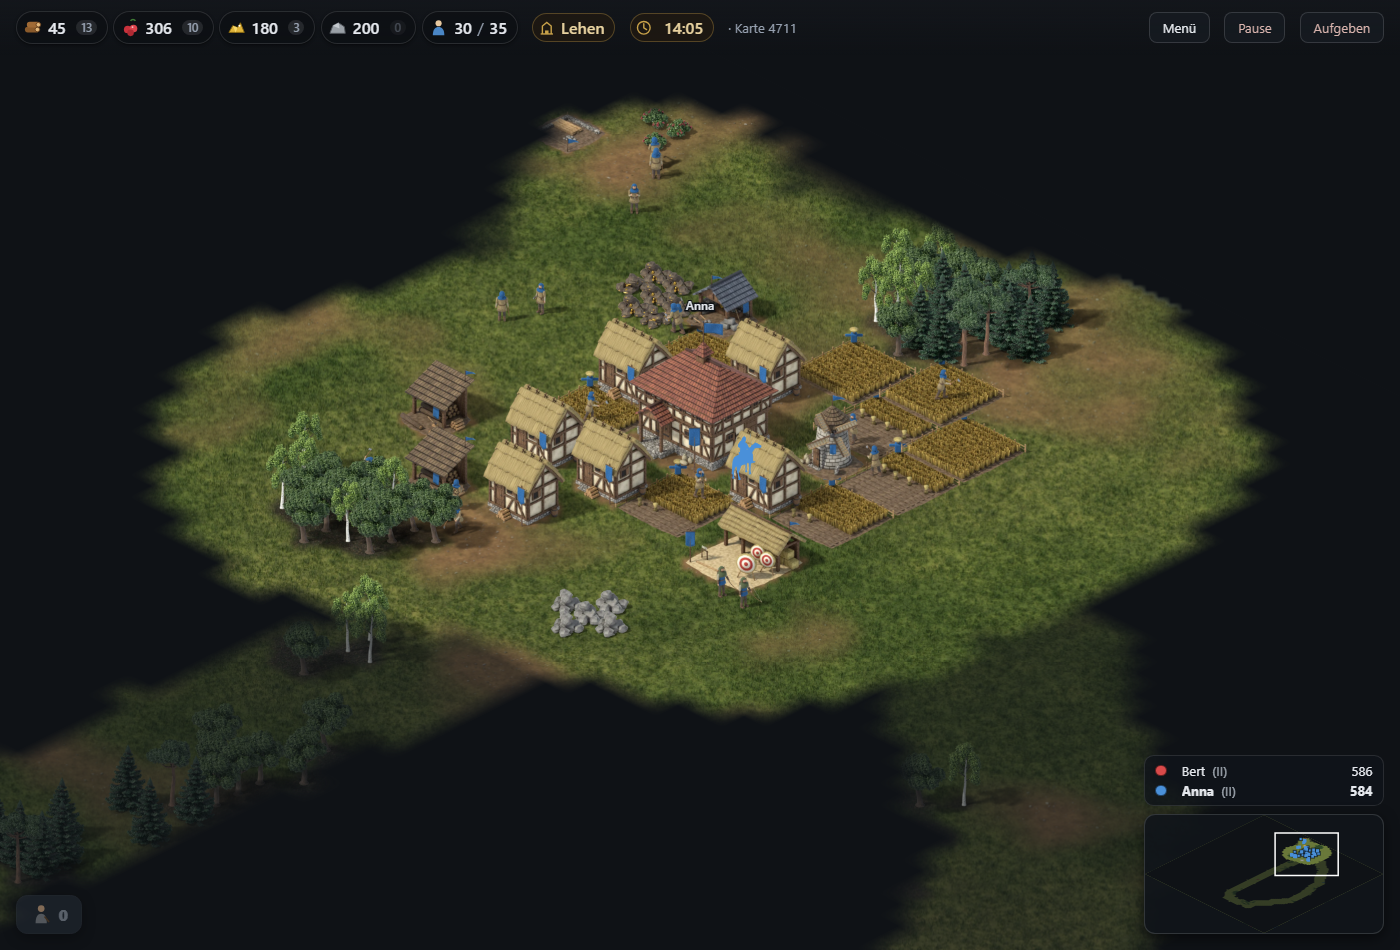 45 13 306 10 180 3 200 0 30 / 35 Lehen 14:05 · Karte 4711 Menü Pause Aufgeben
Anna
Bert (II) 586
Anna (II) 584
0